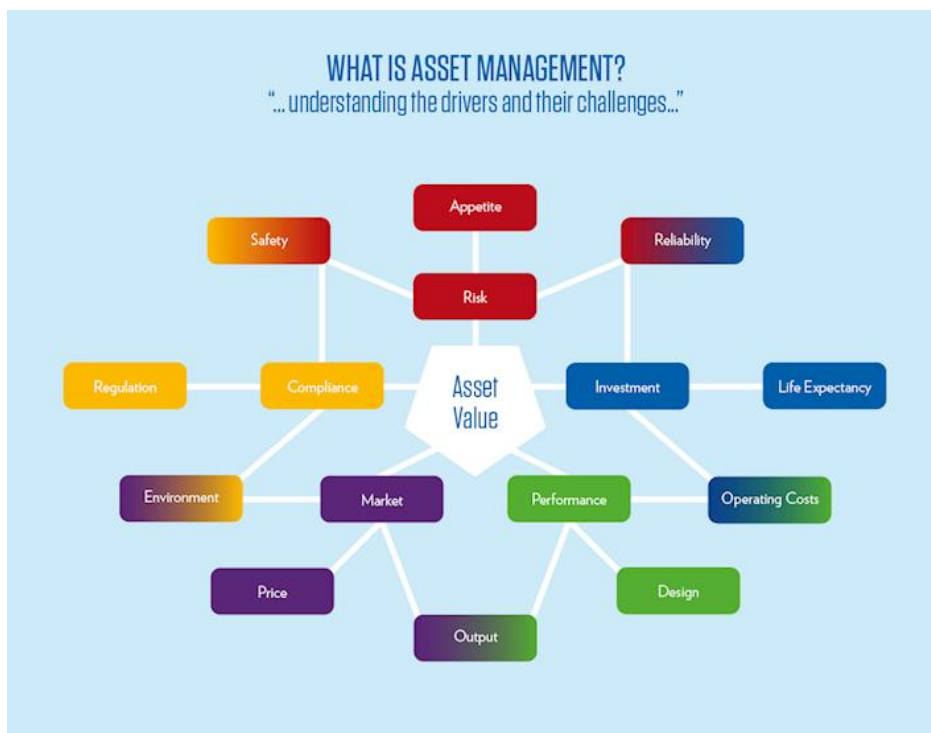 WHAT IS ASSET MANAGEMENT?
“... understanding the drivers and their challenges...”
Appetite
Safety
Reliability
Risk
Regulation
Compliance
Asset
Value
Investment
Life Expectancy
Environment
Market
Performance
Operating Costs
Price
Design
Output